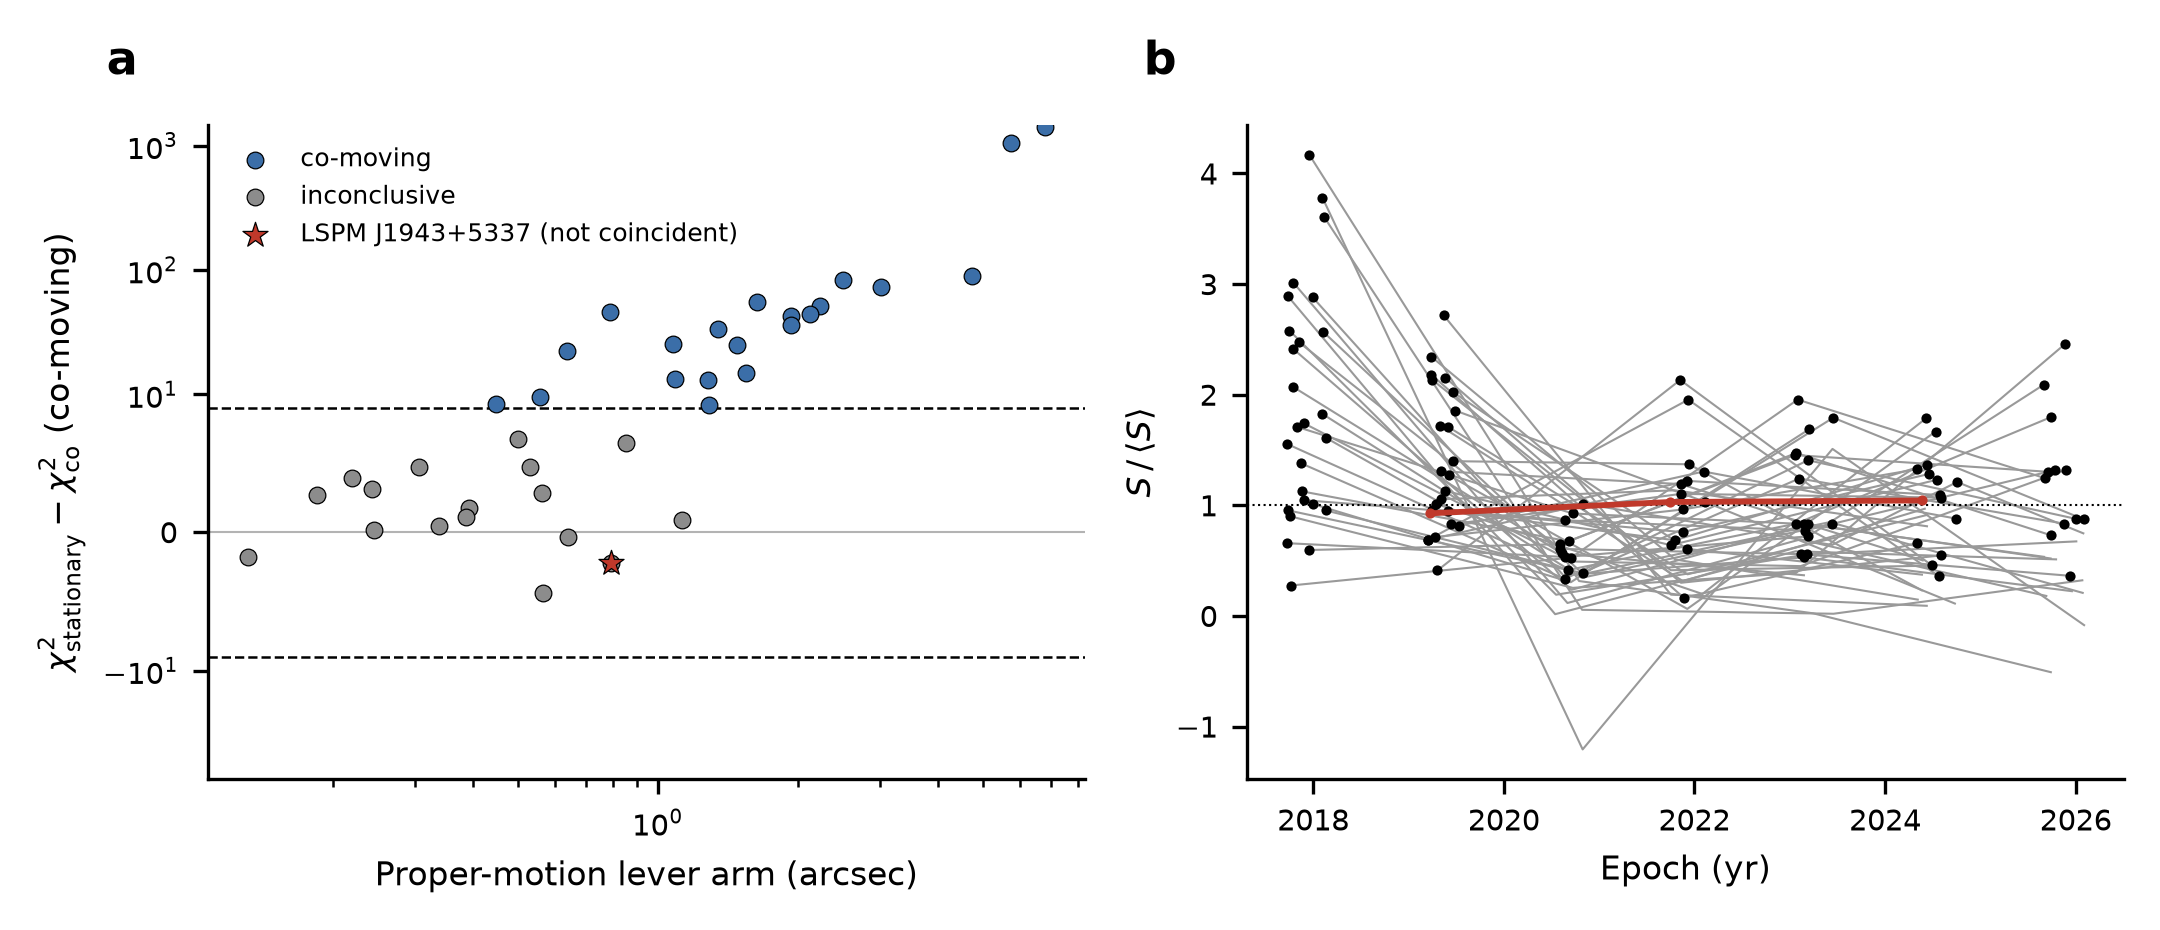 a
10³
10²
10¹
0
−10¹
χ²stationary − χ²co (co-moving)
co-moving
inconclusive
LSPM J1943+5337 (not coincident)
10⁰
Proper-motion lever arm (arcsec)
b
4
3
2
1
0
−1
S / ⟨S⟩
2018 2020 2022 2024 2026
Epoch (yr)